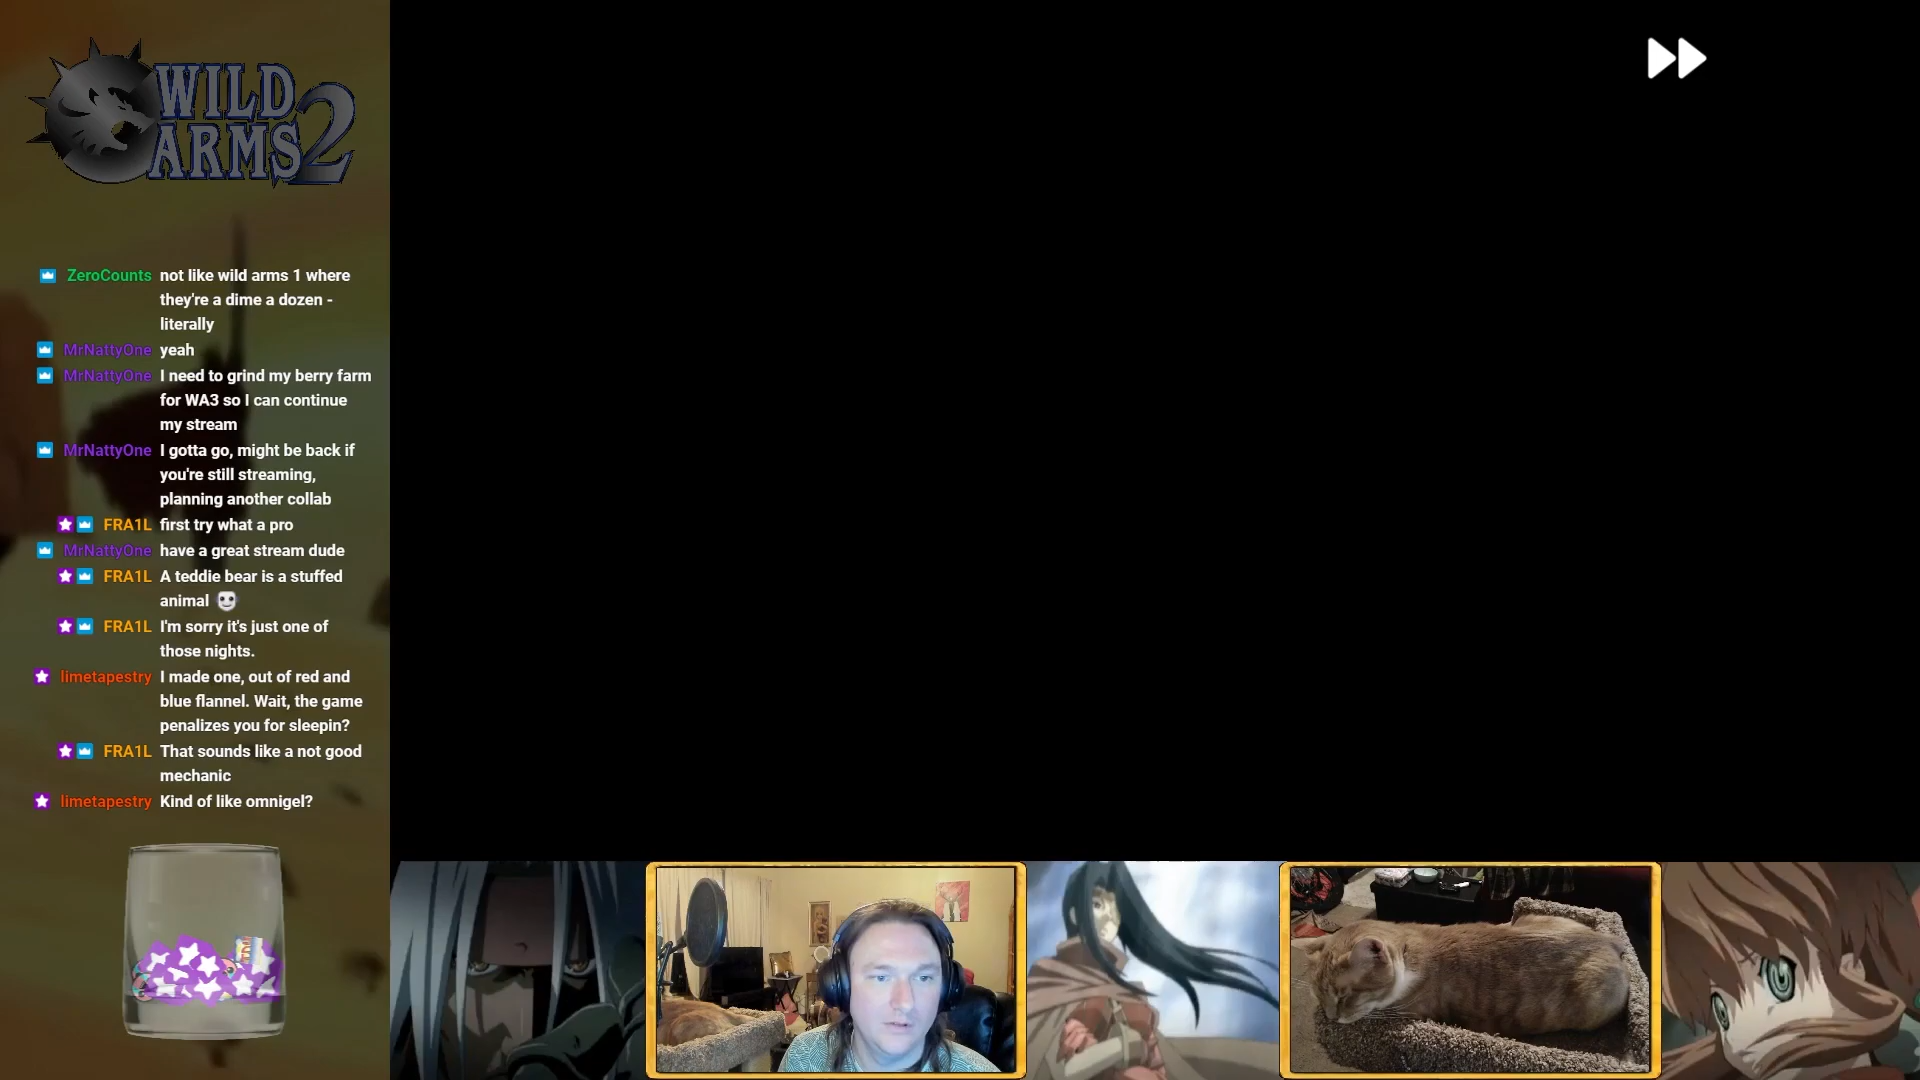 WILD
ARMS 2
ZeroCounts not like wild arms 1 where
they're a dime a dozen -
literally
MrNattyOne yeah
MrNattyOne I need to grind my berry farm
for WA3 so I can continue
my stream
MrNattyOne I gotta go, might be back if
you're still streaming,
planning another collab
FRA1L first try what a pro
MrNattyOne have a great stream dude
FRA1L A teddie bear is a stuffed
animal
FRA1L I'm sorry it's just one of
those nights.
limetapestry I made one, out of red and
blue flannel. Wait, the game
penalizes you for sleepin?
FRA1L That sounds like a not good
mechanic
limetapestry Kind of like omnigel?